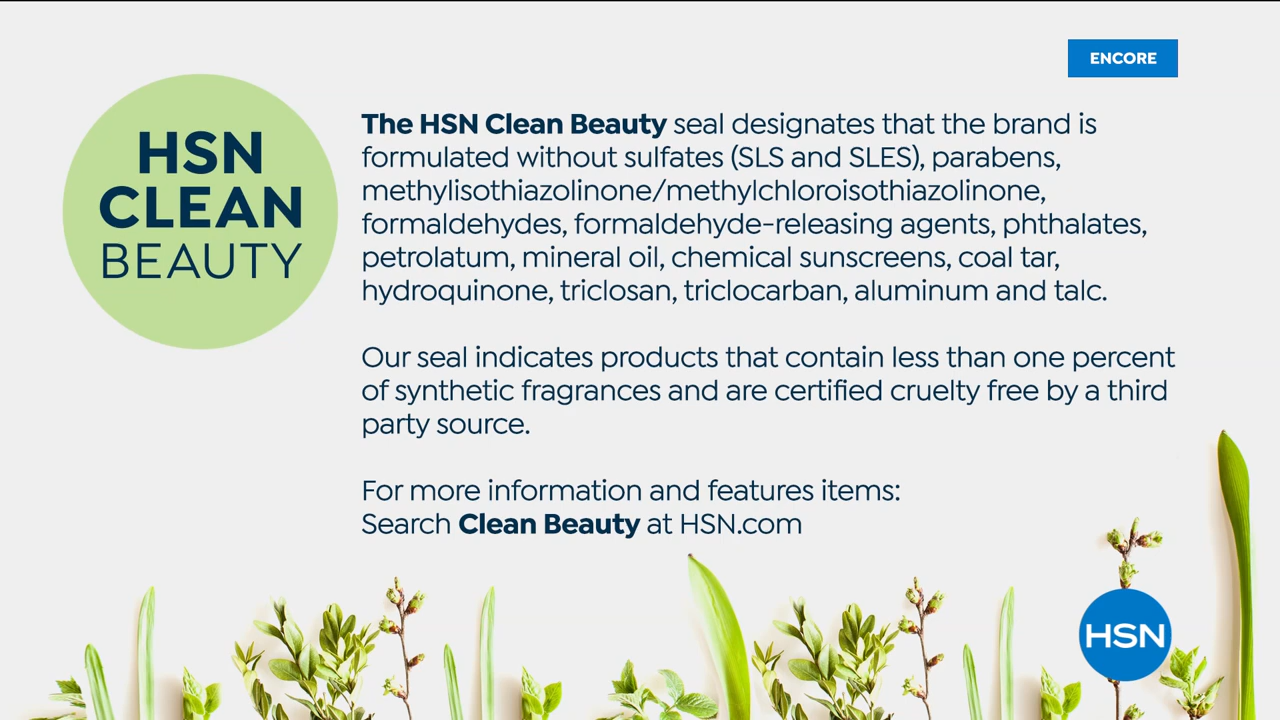 ENCORE
HSN
CLEAN
BEAUTY
The HSN Clean Beauty seal designates that the brand is
formulated without sulfates (SLS and SLES), parabens,
methylisothiazolinone/methylchloroisothiazolinone,
formaldehydes, formaldehyde-releasing agents, phthalates,
petrolatum, mineral oil, chemical sunscreens, coal tar,
hydroquinone, triclosan, triclocarban, aluminum and talc.
Our seal indicates products that contain less than one percent
of synthetic fragrances and are certified cruelty free by a third
party source.
For more information and features items:
Search Clean Beauty at HSN.com
HSN